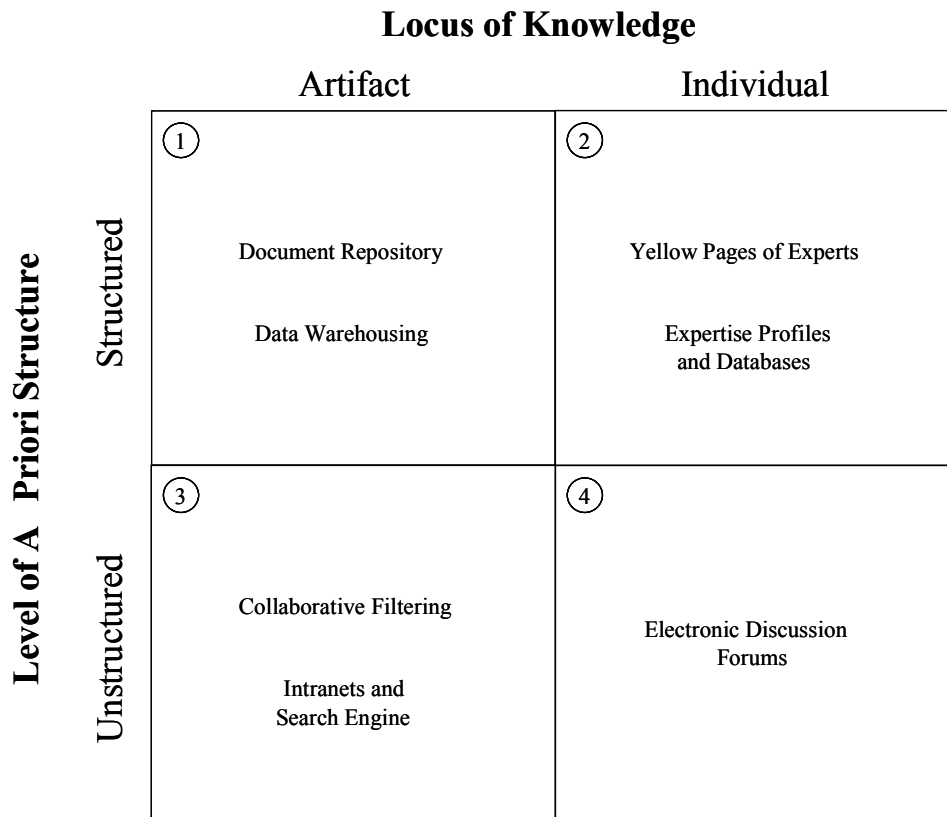 Locus of Knowledge
Artifact
Individual
Level of A Priori Structure
Structured
1
Document Repository
Data Warehousing
2
Yellow Pages of Experts
Expertise Profiles
and Databases
Unstructured
3
Collaborative Filtering
Intranets and
Search Engine
4
Electronic Discussion
Forums